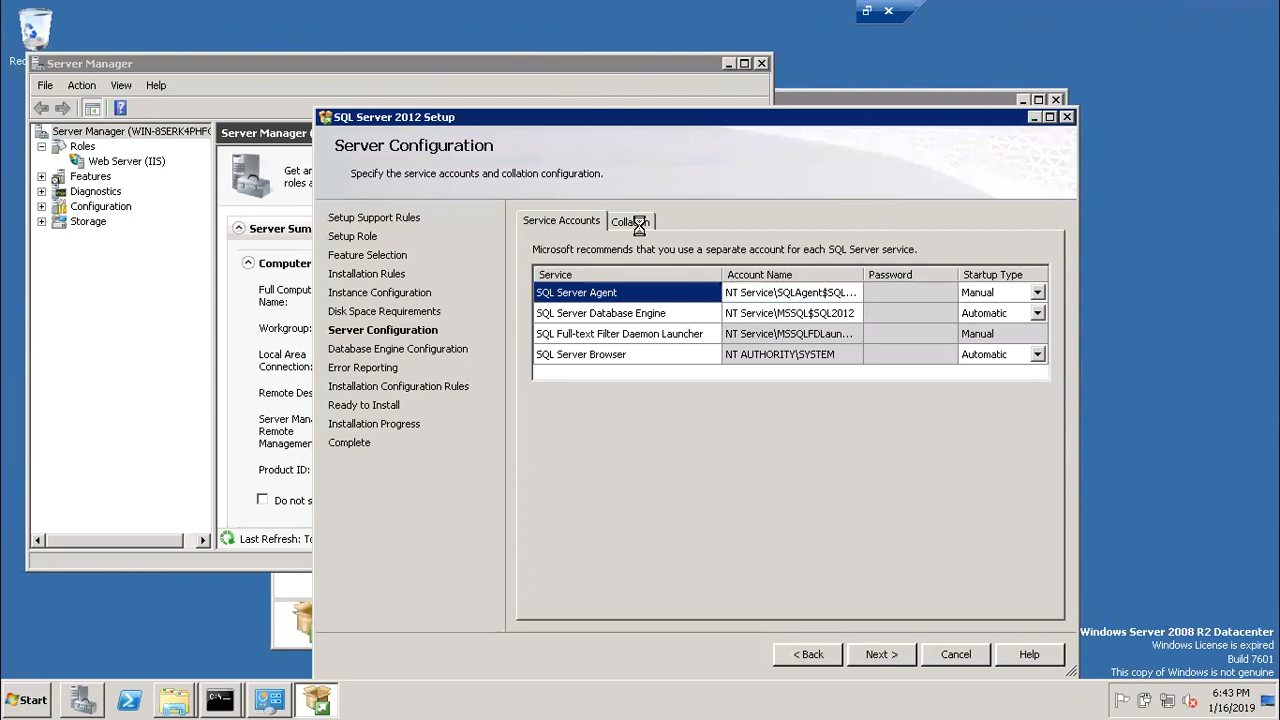 Server Manager
File Action View Help
Server Manager (WIN-8SERK4PHF
Roles
Web Server (IIS)
Features
Diagnostics
Configuration
Storage
Server Manager (
Get an
roles a
Server Sum
Computer
Full Comput
Name:
Workgroup:
Local Area
Connection:
Remote Des
Server Man
Remote
Management
Product ID:
Do not s
Last Refresh: To
SQL Server 2012 Setup
Server Configuration
Specify the service accounts and collation configuration.
Setup Support Rules
Setup Role
Feature Selection
Installation Rules
Instance Configuration
Disk Space Requirements
Server Configuration
Database Engine Configuration
Error Reporting
Installation Configuration Rules
Ready to Install
Installation Progress
Complete
Service Accounts Collation
Microsoft recommends that you use a separate account for each SQL Server service.
Service Account Name Password Startup Type
SQL Server Agent NT Service\SQLAgent$SQL... Manual
SQL Server Database Engine NT Service\MSSQL$SQL2012 Automatic
SQL Full-text Filter Daemon Launcher NT Service\MSSQLFDLaun... Manual
SQL Server Browser NT AUTHORITY\SYSTEM Automatic
< Back Next > Cancel Help
Windows Server 2008 R2 Datacenter
Windows License is expired
Build 7601
This copy of Windows is not genuine
Start
6:43 PM
1/16/2019